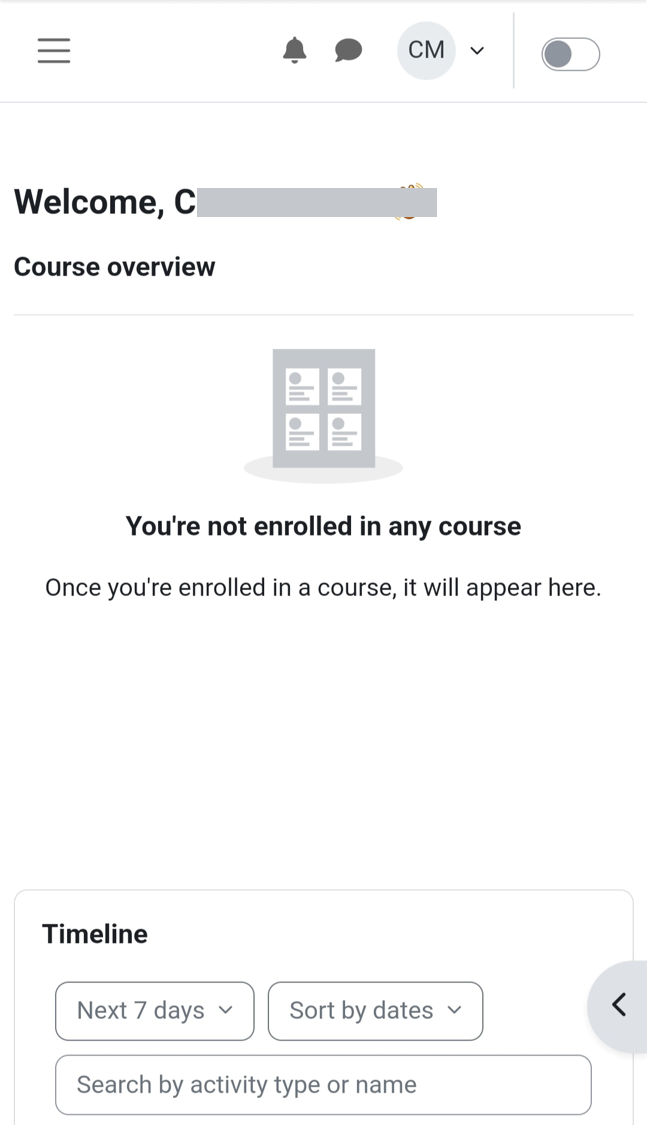 CM
Welcome, C
Course overview
You're not enrolled in any course
Once you're enrolled in a course, it will appear here.
Timeline
Next 7 days
Sort by dates
Search by activity type or name